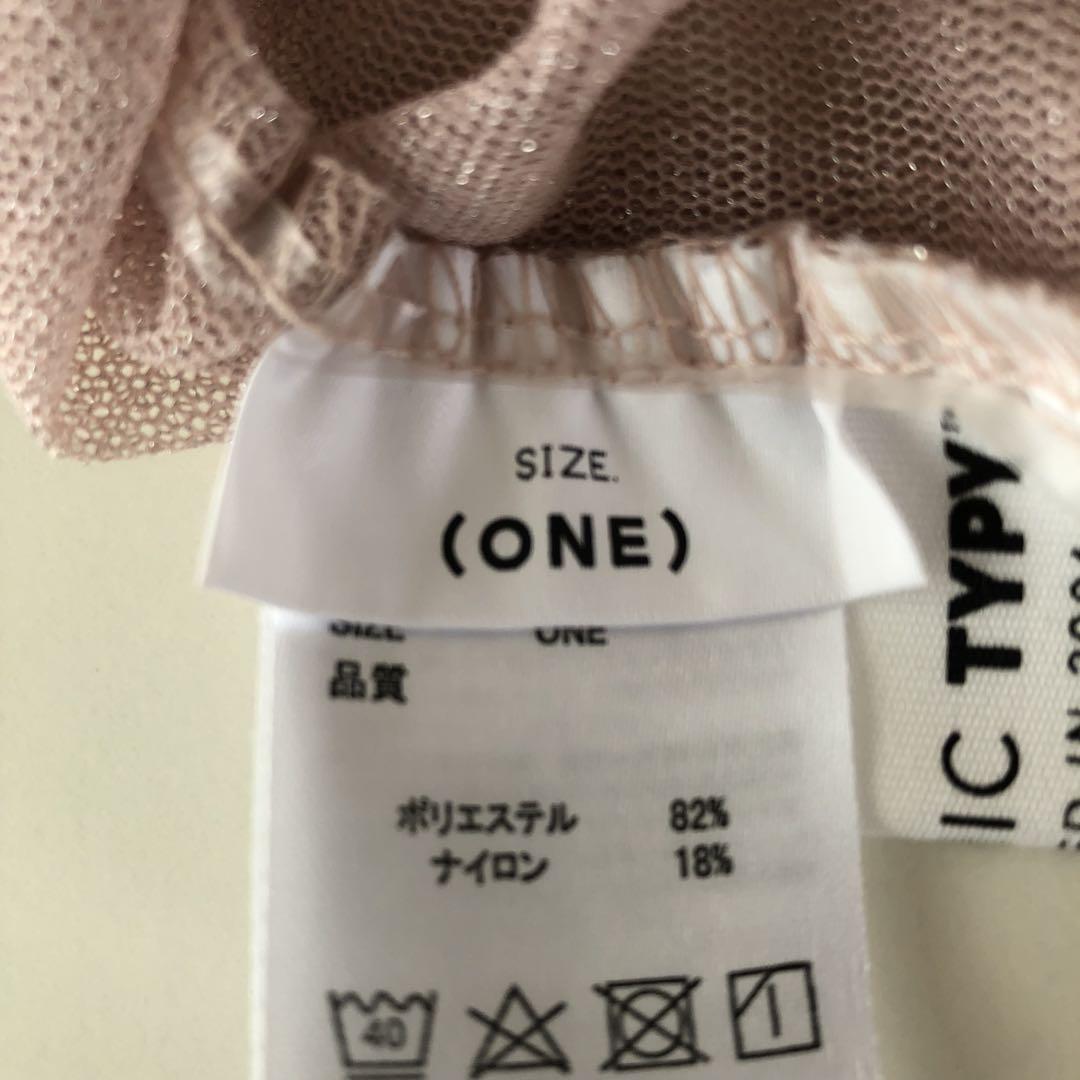 SIZE.
(ONE)
SIZE ONE
品質
ポリエステル 82%
ナイロン 18%
40
IC TYPY